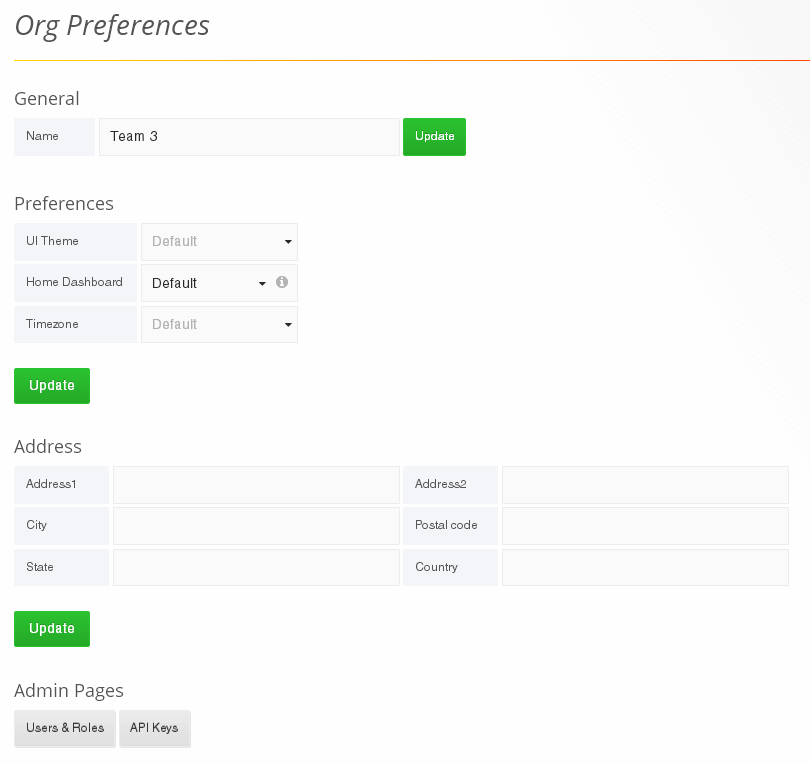 Org Preferences
General
Name Team 3 Update
Preferences
UI Theme Default
Home Dashboard Default
Timezone Default
Update
Address
Address1 Address2
City Postal code
State Country
Update
Admin Pages
Users & Roles API Keys